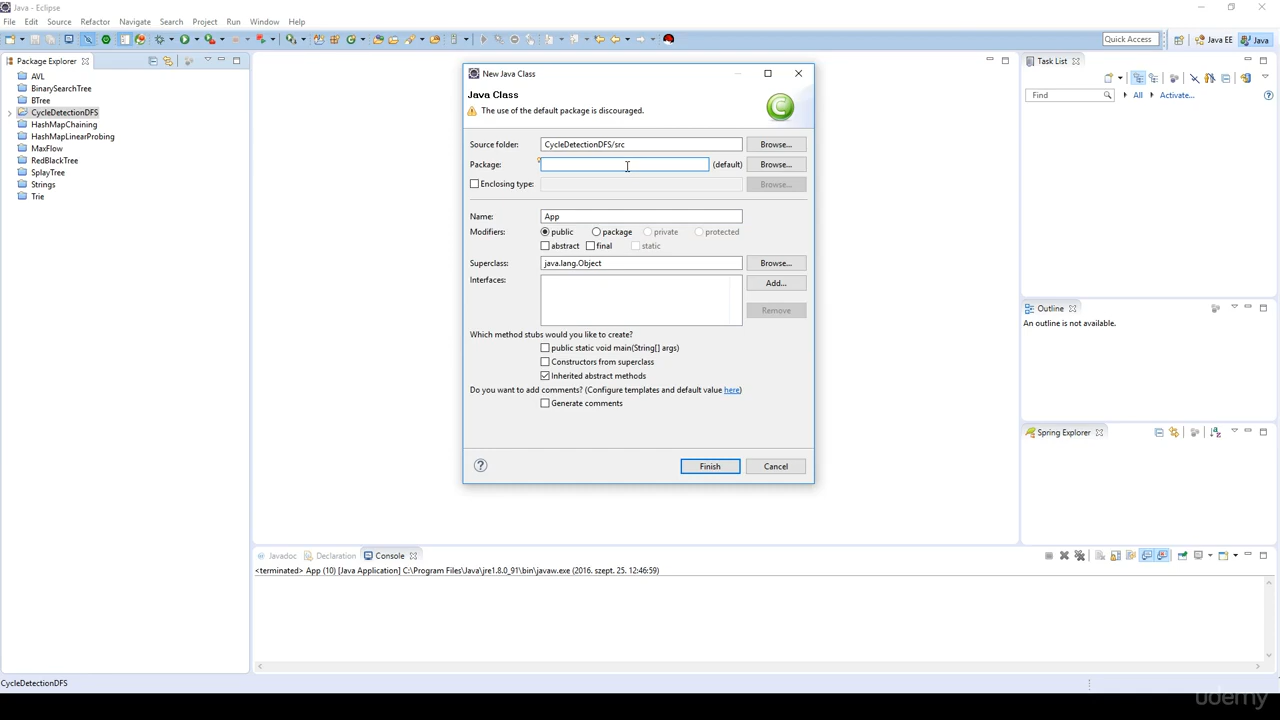 Java - Eclipse
File Edit Source Refactor Navigate Search Project Run Window Help
Quick Access
Java EE
Java
Package Explorer
AVL
BinarySearchTree
BTree
CycleDetectionDFS
HashMapChaining
HashMapLinearProbing
MaxFlow
RedBlackTree
SplayTree
Strings
Trie
New Java Class
Java Class
The use of the default package is discouraged.
Source folder: CycleDetectionDFS/src Browse...
Package: (default) Browse...
Enclosing type: Browse...
Name: App
Modifiers: public package private protected
abstract final static
Superclass: java.lang.Object Browse...
Interfaces: Add...
Remove
Which method stubs would you like to create?
public static void main(String[] args)
Constructors from superclass
Inherited abstract methods
Do you want to add comments? (Configure templates and default value here)
Generate comments
Finish Cancel
Task List
Find All Activate...
Outline
An outline is not available.
Spring Explorer
Javadoc Declaration Console
<terminated> App (10) [Java Application] C:\Program Files\Java\jre1.8.0_91\bin\javaw.exe (2016. szept. 25. 12:46:59)
CycleDetectionDFS
udemy